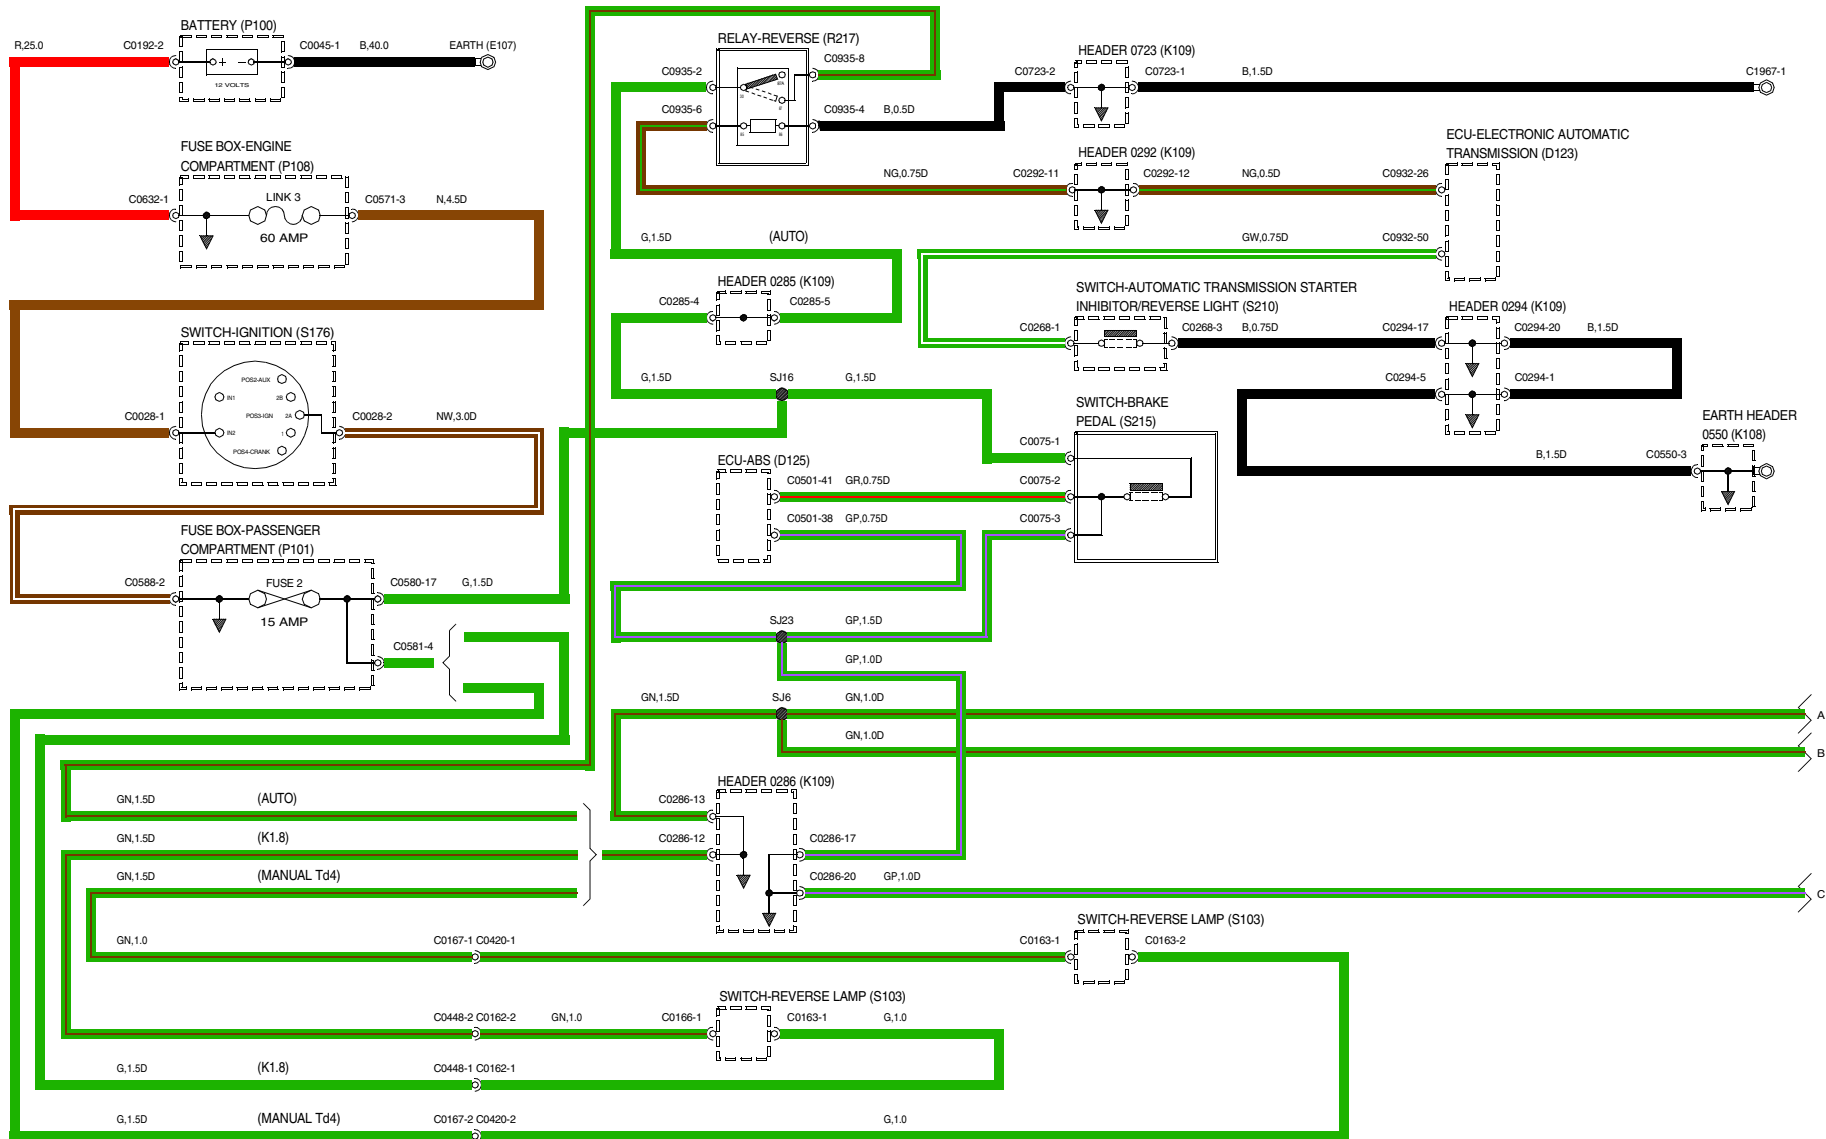 BATTERY (P100)
R,25.0
C0192-2
C0045-1
B,40.0
EARTH (E107)
+ −
12 VOLTS
FUSE BOX-ENGINE
COMPARTMENT (P108)
C0632-1
LINK 3
60 AMP
C0571-3
N,4.5D
SWITCH-IGNITION (S176)
POS2-AUX
IN1
2B
POS3-IGN
2A
IN2
1
POS4-CRANK
C0028-1
C0028-2
NW,3.0D
FUSE BOX-PASSENGER
COMPARTMENT (P101)
C0588-2
FUSE 2
15 AMP
C0580-17
G,1.5D
C0581-4
RELAY-REVERSE (R217)
C0935-2
C0935-8
C0935-6
C0935-4
B,0.5D
87A
87
HEADER 0723 (K109)
C0723-2
C0723-1
B,1.5D
C1967-1
HEADER 0292 (K109)
NG,0.75D
C0292-11
C0292-12
NG,0.5D
C0932-26
ECU-ELECTRONIC AUTOMATIC
TRANSMISSION (D123)
G,1.5D
(AUTO)
GW,0.75D
C0932-50
HEADER 0285 (K109)
C0285-4
C0285-5
SWITCH-AUTOMATIC TRANSMISSION STARTER
INHIBITOR/REVERSE LIGHT (S210)
C0268-1
C0268-3
B,0.75D
HEADER 0294 (K109)
C0294-17
C0294-20
B,1.5D
C0294-5
C0294-1
G,1.5D
SJ16
G,1.5D
SWITCH-BRAKE
PEDAL (S215)
C0075-1
C0075-2
C0075-3
EARTH HEADER
0550 (K108)
B,1.5D
C0550-3
ECU-ABS (D125)
C0501-41
GR,0.75D
C0501-38
GP,0.75D
SJ23
GP,1.5D
GP,1.0D
GN,1.5D
SJ6
GN,1.0D
A
GN,1.0D
B
HEADER 0286 (K109)
C0286-13
C0286-12
C0286-17
C0286-20
GP,1.0D
C
GN,1.5D
(AUTO)
GN,1.5D
(K1.8)
GN,1.5D
(MANUAL Td4)
SWITCH-REVERSE LAMP (S103)
GN,1.0
C0167-1 C0420-1
C0163-1
C0163-2
SWITCH-REVERSE LAMP (S103)
C0448-2 C0162-2
GN,1.0
C0166-1
C0163-1
G,1.0
G,1.5D
(K1.8)
C0448-1 C0162-1
G,1.5D
(MANUAL Td4)
C0167-2 C0420-2
G,1.0